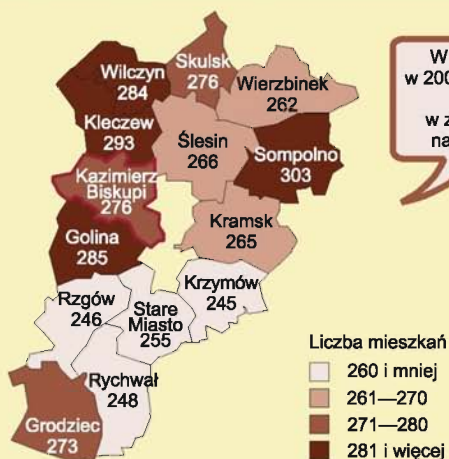 Wilczyn
284
Skulsk
276
Wierzbinek
262
Kleczew
293
Ślesin
266
Sompolno
303
Kazimierz
Biskupi
276
Golina
285
Kramsk
265
Rzgów
246
Stare
Miasto
255
Krzymów
245
Rychwał
248
Grodziec
273
W
w 200
w z
na
Liczba mieszkań
260 i mniej
261—270
271—280
281 i więcej